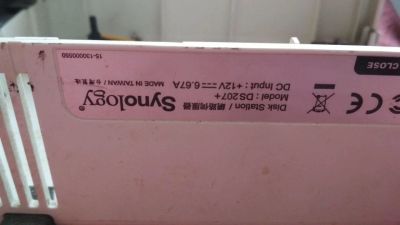 CLOSE
Disk Station / 網路伺服器
Model : DS207+
DC Input : +12V⎓6.67A
Synology
MADE IN TAIWAN / 台灣製造
15-13000050